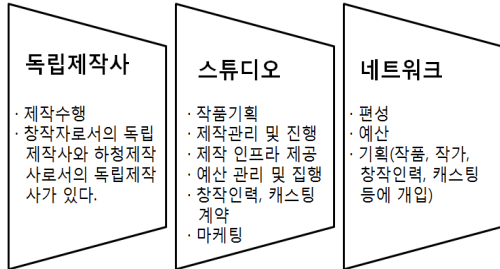 독립제작사
· 제작수행
· 창작자로서의 독립
제작사와 하청제작
사로서의 독립제작
사가 있다.
스튜디오
· 작품기획
· 제작관리 및 진행
· 제작 인프라 제공
· 예산 관리 및 집행
· 창작인력, 캐스팅
계약
· 마케팅
네트워크
· 편성
· 예산
· 기획(작품, 작가,
창작인력, 캐스팅
등에 개입)